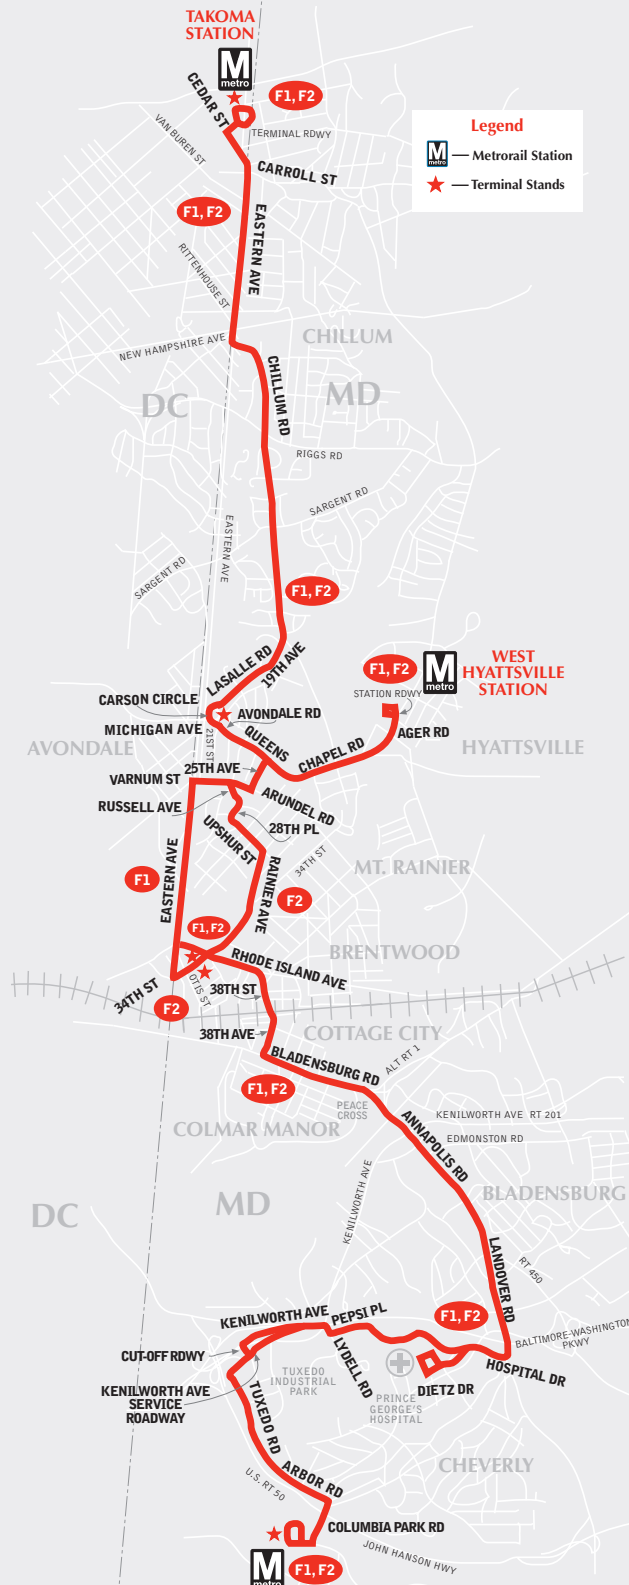 TAKOMA
STATION
M
metro
F1, F2
CEDAR ST
VAN BUREN ST
TERMINAL RDWY
CARROLL ST
Legend
M
metro
— Metrorail Station
— Terminal Stands
F1, F2
EASTERN AVE
RITTENHOUSE ST
NEW HAMPSHIRE AVE
CHILLUM
DC
MD
CHILLUM RD
RIGGS RD
SARGENT RD
EASTERN AVE
SARGENT RD
F1, F2
LASALLE RD
19TH AVE
F1, F2
M
metro
WEST
HYATTSVILLE
STATION
STATION RDWY
CARSON CIRCLE
AVONDALE RD
MICHIGAN AVE
21ST ST
QUEENS
CHAPEL RD
AGER RD
AVONDALE
HYATTSVILLE
25TH AVE
VARNUM ST
ARUNDEL RD
RUSSELL AVE
UPSHUR ST
28TH PL
34TH ST
EASTERN AVE
RAINIER AVE
MT. RAINIER
F1
F2
F1, F2
BRENTWOOD
RHODE ISLAND AVE
34TH ST
OTIS ST
38TH ST
F2
38TH AVE
COTTAGE CITY
BLADENSBURG RD
ALT RT 1
F1, F2
PEACE
CROSS
KENILWORTH AVE RT 201
COLMAR MANOR
ANNAPOLIS RD
EDMONSTON RD
KENILWORTH AVE
BLADENSBURG
DC
MD
LANDOVER RD
RT 450
KENILWORTH AVE
PEPSI PL
F1, F2
BALTIMORE-WASHINGTON
PKWY
CUT-OFF RDWY
LYDELL RD
HOSPITAL DR
TUXEDO
INDUSTRIAL
PARK
DIETZ DR
KENILWORTH AVE
SERVICE
ROADWAY
PRINCE
GEORGE'S
HOSPITAL
TUXEDO RD
CHEVERLY
ARBOR RD
U.S. RT 50
COLUMBIA PARK RD
JOHN HANSON HWY
M
metro
F1, F2